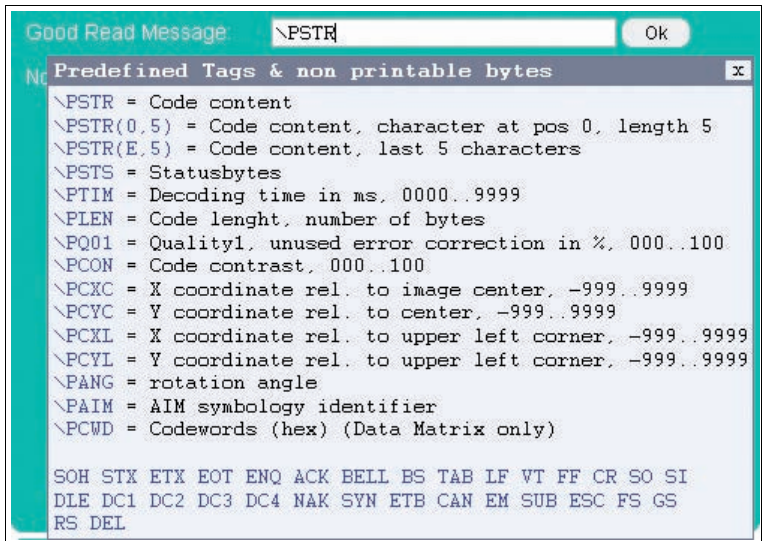 Good Read Message: \PSTR Ok
Predefined Tags & non printable bytes x
\PSTR = Code content
\PSTR(0,5) = Code content, character at pos 0, length 5
\PSTR(E,5) = Code content, last 5 characters
\PSTS = Statusbytes
\PTIM = Decoding time in ms, 0000..9999
\PLEN = Code lenght, number of bytes
\PQ01 = Quality1, unused error correction in %, 000..100
\PCON = Code contrast, 000..100
\PCXC = X coordinate rel. to image center, -999..9999
\PCYC = Y coordinate rel. to center, -999..9999
\PCXL = X coordinate rel. to upper left corner, -999..9999
\PCYL = Y coordinate rel. to upper left corner, -999..9999
\PANG = rotation angle
\PAIM = AIM symbology identifier
\PCWD = Codewords (hex) (Data Matrix only)
SOH STX ETX EOT ENQ ACK BELL BS TAB LF VT FF CR SO SI
DLE DC1 DC2 DC3 DC4 NAK SYN ETB CAN EM SUB ESC FS GS
RS DEL